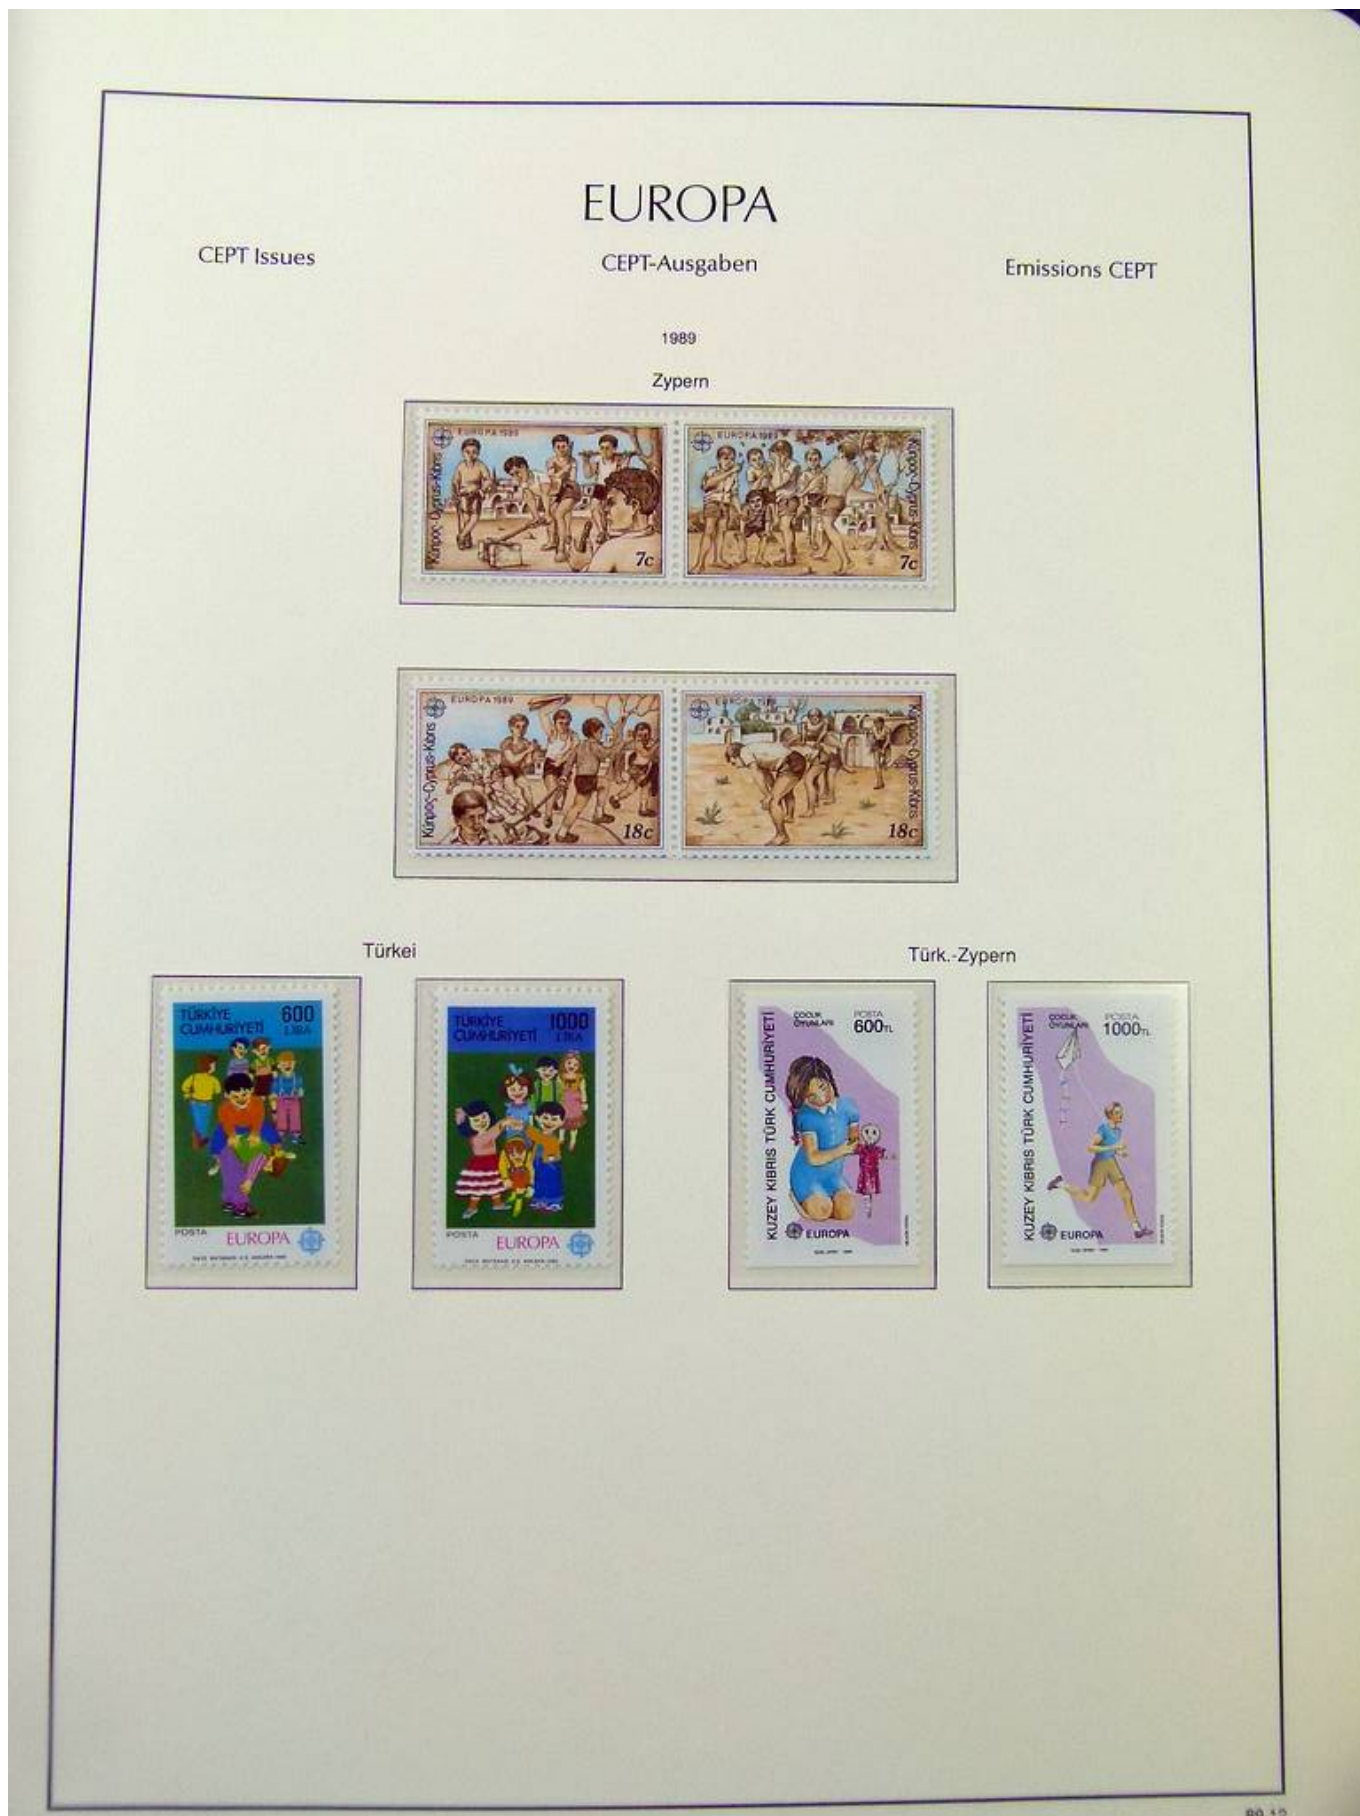 EUROPA
CEPT Issues
CEPT-Ausgaben
Emissions CEPT
1989
Zypern
EUROPA 1989
Κύπρος-Cyprus-Kıbrıs
7c
EUROPA 1989
Κύπρος-Cyprus-Kıbrıs
7c
EUROPA 1989
Κύπρος-Cyprus-Kıbrıs
18c
EUROPA 1989
Κύπρος-Cyprus-Kıbrıs
18c
Türkei
TÜRKİYE
CUMHURİYETİ
600
LİRA
POSTA
EUROPA
TÜRKİYE
CUMHURİYETİ
1000
LİRA
POSTA
EUROPA
Türk.-Zypern
KUZEY KIBRIS TÜRK CUMHURİYETİ
ÇOCUK
OYUNLARI
POSTA
600TL
EUROPA
KUZEY KIBRIS TÜRK CUMHURİYETİ
ÇOCUK
OYUNLARI
POSTA
1000TL
EUROPA